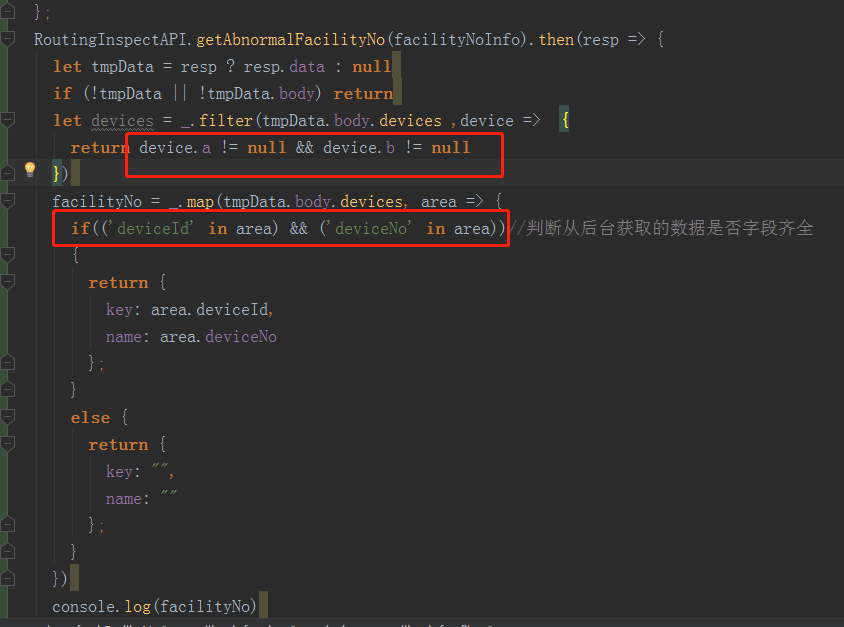 };
RoutingInspectAPI.getAbnormalFacilityNo(facilityNoInfo).then(resp => {
let tmpData = resp ? resp.data : null
if (!tmpData || !tmpData.body) return
let devices = _.filter(tmpData.body.devices ,device => {
return device.a != null && device.b != null
})
facilityNo = _.map(tmpData.body.devices, area => {
if(('deviceId' in area) && ('deviceNo' in area))//判断从后台获取的数据是否字段齐全
{
return {
key: area.deviceId,
name: area.deviceNo
};
}
else {
return {
key: "",
name: ""
};
}
})
console.log(facilityNo)